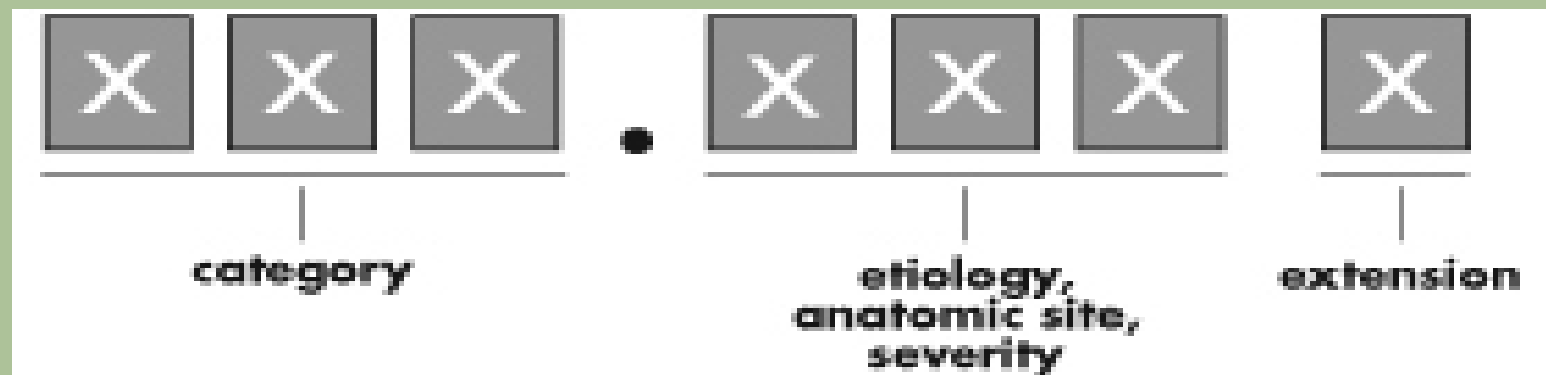 X X X . X X X X
category
etiology,
anatomic site,
severity
extension